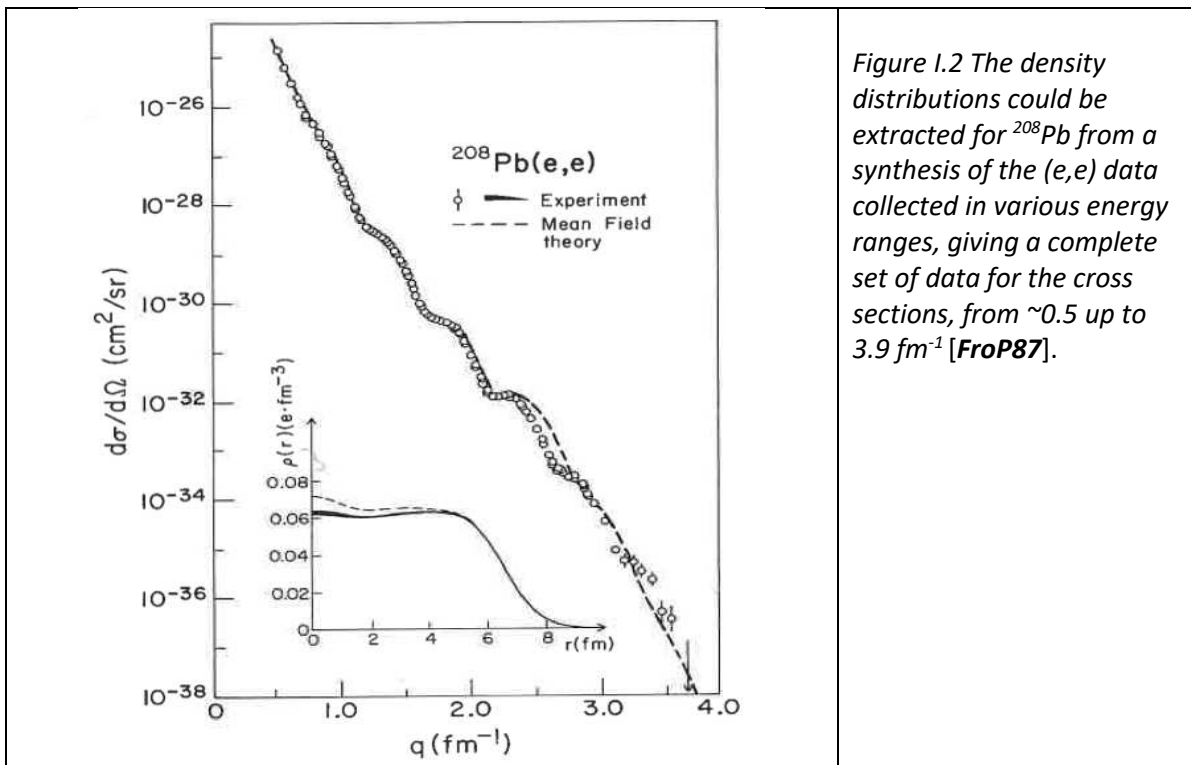 10⁻²⁶
10⁻²⁸
10⁻³⁰
10⁻³²
10⁻³⁴
10⁻³⁶
10⁻³⁸
dσ/dΩ (cm²/sr)
²⁰⁸Pb(e,e)
Experiment
Mean Field
theory
ρ(r)(e·fm⁻³)
0.08
0.06
0.04
0.02
0
0 2 4 6 8 r(fm)
0 1.0 2.0 3.0 4.0
q(fm⁻¹)
Figure I.2 The density
distributions could be
extracted for ²⁰⁸Pb from a
synthesis of the (e,e) data
collected in various energy
ranges, giving a complete
set of data for the cross
sections, from ~0.5 up to
3.9 fm⁻¹ [FroP87].